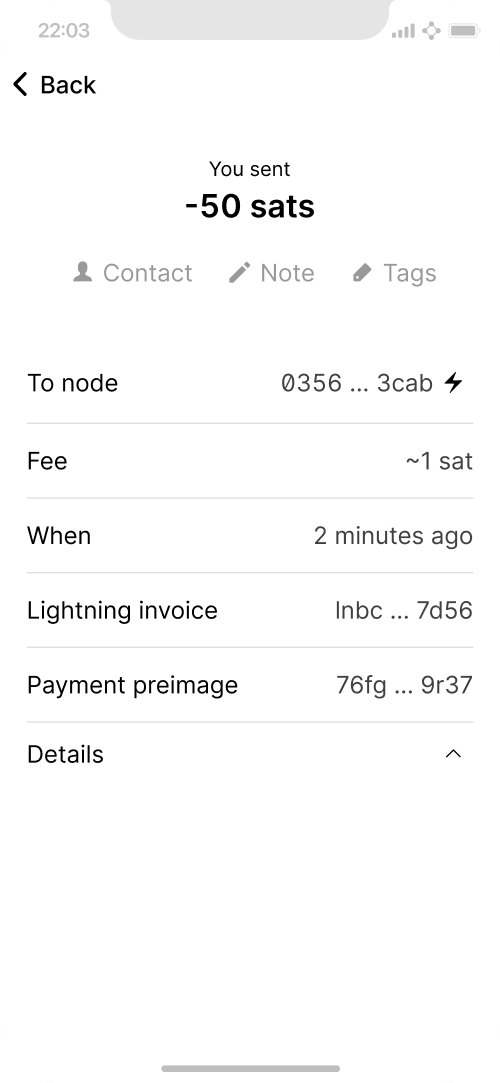 22:03
Back
You sent
-50 sats
Contact Note Tags
To node 0356 ... 3cab
Fee ~1 sat
When 2 minutes ago
Lightning invoice lnbc ... 7d56
Payment preimage 76fg ... 9r37
Details